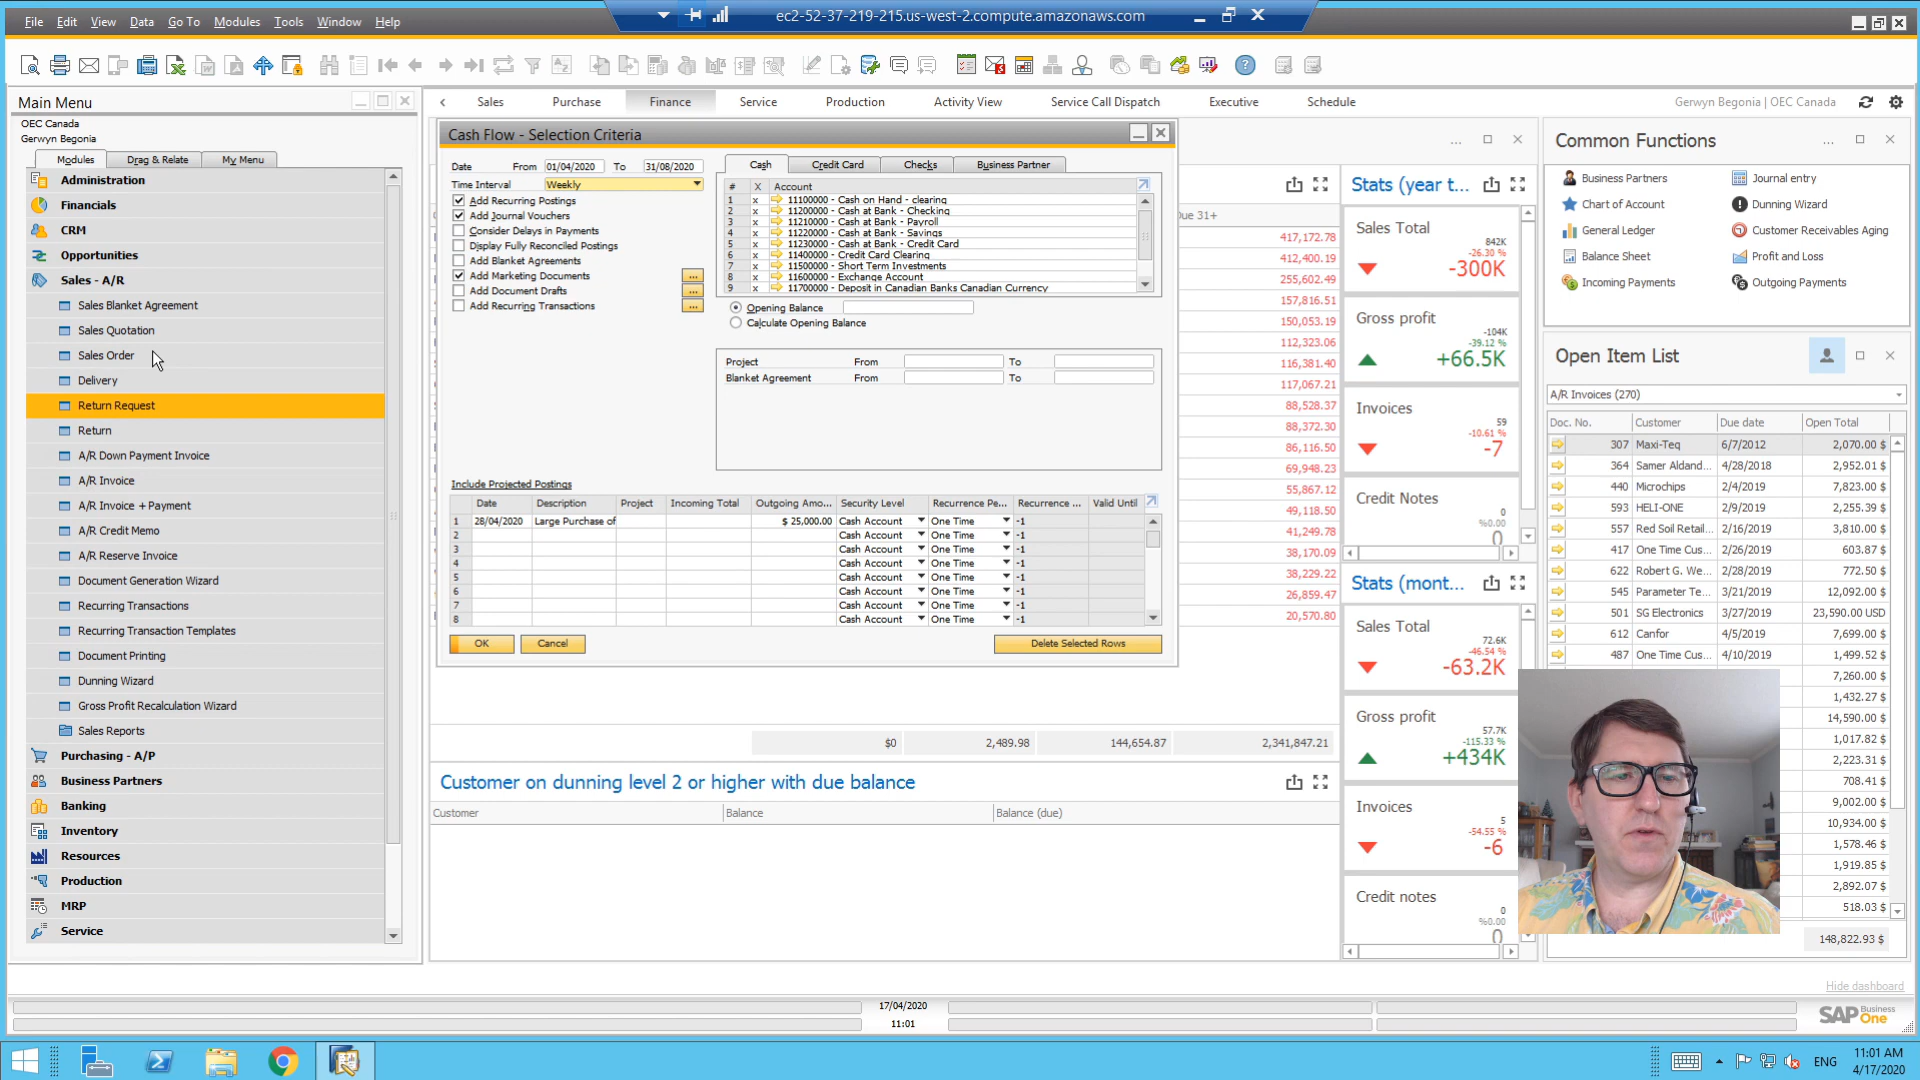 File Edit View Data Go To Modules Tools Window Help
ec2-52-37-219-215.us-west-2.compute.amazonaws.com
Main Menu
OEC Canada
Gerwyn Begonia
Modules Drag & Relate My Menu
Administration
Financials
CRM
Opportunities
Sales - A/R
Sales Blanket Agreement
Sales Quotation
Sales Order
Delivery
Return Request
Return
A/R Down Payment Invoice
A/R Invoice
A/R Invoice + Payment
A/R Credit Memo
A/R Reserve Invoice
Document Generation Wizard
Recurring Transactions
Recurring Transaction Templates
Document Printing
Dunning Wizard
Gross Profit Recalculation Wizard
Sales Reports
Purchasing - A/P
Business Partners
Banking
Inventory
Resources
Production
MRP
Service
Sales Purchase Finance Service Production Activity View Service Call Dispatch Executive Schedule
Gerwyn Begonia | OEC Canada
Cash Flow - Selection Criteria
Date From 01/04/2020 To 31/08/2020
Time Interval Weekly
Add Recurring Postings
Add Journal Vouchers
Consider Delays in Payments
Display Fully Reconciled Postings
Add Blanket Agreements
Add Marketing Documents ...
Add Document Drafts ...
Add Recurring Transactions ...
Cash Credit Card Checks Business Partner
# X Account
1 x 11100000 - Cash on Hand - clearing
2 x 11200000 - Cash at Bank - Checking
3 x 11210000 - Cash at Bank - Payroll
4 x 11220000 - Cash at Bank - Savings
5 x 11230000 - Cash at Bank - Credit Card
6 x 11400000 - Credit Card Clearing
7 x 11500000 - Short Term Investments
8 x 11600000 - Exchange Account
9 x 11700000 - Deposit in Canadian Banks Canadian Currency
Opening Balance
Calculate Opening Balance
Project From To
Blanket Agreement From To
Include Projected Postings
Date Description Project Incoming Total Outgoing Amo... Security Level Recurrence Pe... Recurrence ... Valid Until
1 28/04/2020 Large Purchase of $ 25,000.00 Cash Account One Time -1
2 Cash Account One Time -1
3 Cash Account One Time -1
4 Cash Account One Time -1
5 Cash Account One Time -1
6 Cash Account One Time -1
7 Cash Account One Time -1
8 Cash Account One Time -1
OK Cancel Delete Selected Rows
Due 31+
417,172.78
412,400.19
255,602.49
157,816.51
150,053.19
112,323.06
116,381.40
117,067.21
88,528.37
88,372.30
86,116.50
69,948.23
55,867.12
49,118.50
41,249.78
38,170.09
38,229.22
26,859.47
20,570.80
$0 2,489.98 144,654.87 2,341,847.21
Customer on dunning level 2 or higher with due balance
Customer Balance Balance (due)
Stats (year t...
Sales Total
842K
-26.30 %
-300K
Gross profit
-104K
-39.12 %
+66.5K
Invoices
59
-10.61 %
-7
Credit Notes
0
%0.00
0
Stats (mont...
Sales Total
72.6K
-46.54 %
-63.2K
Gross profit
57.7K
-115.33 %
+434K
Invoices
5
-54.55 %
-6
Credit notes
0
%0.00
0
Common Functions
Business Partners Journal entry
Chart of Account Dunning Wizard
General Ledger Customer Receivables Aging
Balance Sheet Profit and Loss
Incoming Payments Outgoing Payments
Open Item List
A/R Invoices (270)
Doc. No. Customer Due date Open Total
307 Maxi-Teq 6/7/2012 2,070.00 $
364 Samer Aldand... 4/28/2018 2,952.01 $
440 Microchips 2/4/2019 7,823.00 $
593 HELI-ONE 2/9/2019 2,255.39 $
557 Red Soil Retail... 2/16/2019 3,810.00 $
417 One Time Cus... 2/26/2019 603.87 $
622 Robert G. We... 2/28/2019 772.50 $
545 Parameter Te... 3/21/2019 12,092.00 $
501 SG Electronics 3/27/2019 23,590.00 USD
612 Canfor 4/5/2019 7,699.00 $
487 One Time Cus... 4/10/2019 1,499.52 $
7,260.00 $
1,432.27 $
14,590.00 $
1,017.82 $
2,223.31 $
708.41 $
9,002.00 $
10,934.00 $
1,578.46 $
1,919.85 $
2,892.07 $
518.03 $
148,822.93 $
Hide dashboard
17/04/2020
11:01
SAP Business One
ENG
11:01 AM
4/17/2020